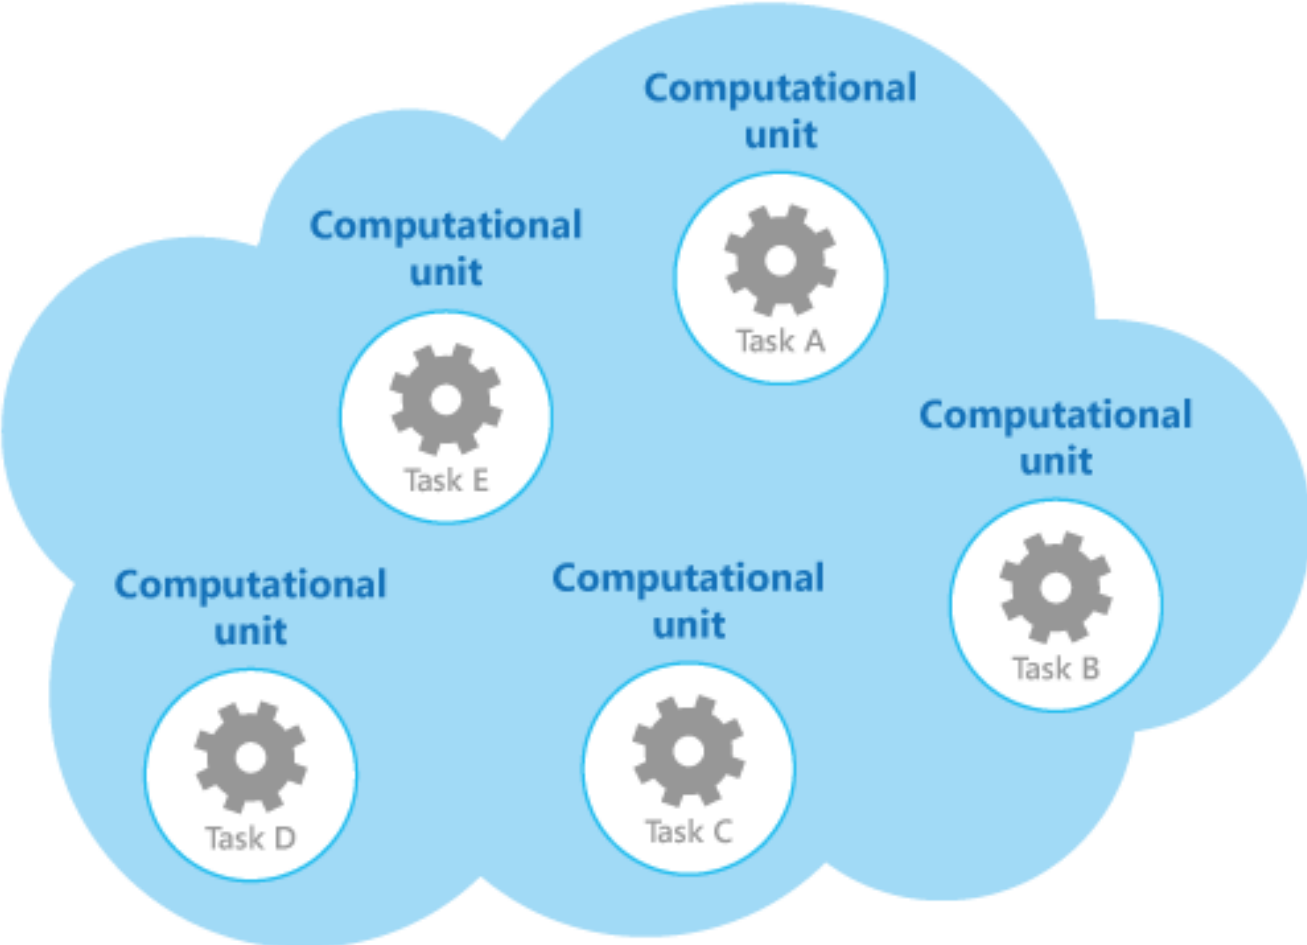 Computational
unit
Task A
Computational
unit
Task E
Computational
unit
Task B
Computational
unit
Task D
Computational
unit
Task C